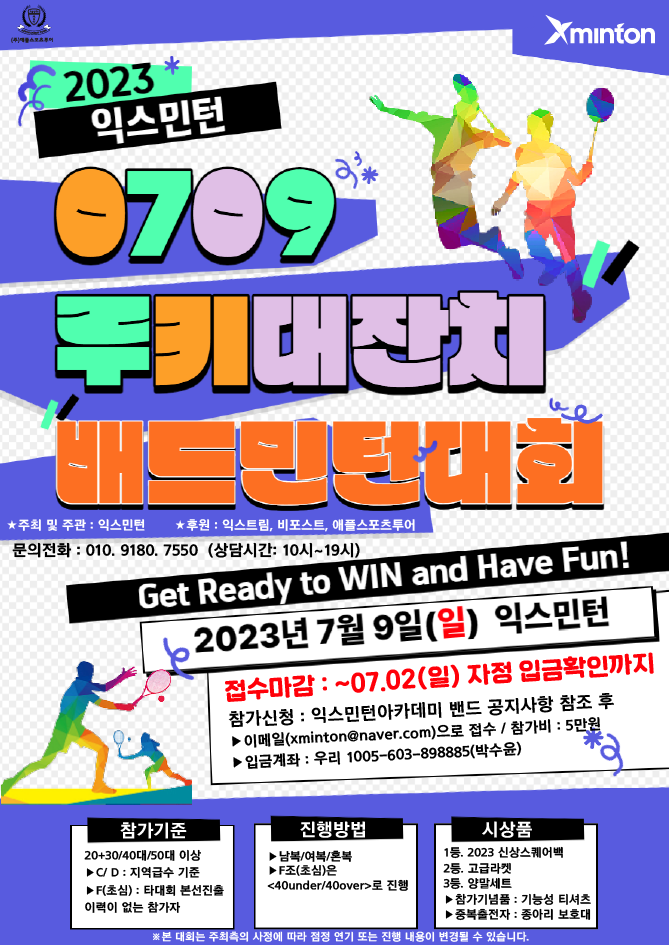 (주)애플스포츠투어
Xminton
2023
익스민턴
0709
루키대잔치
배드민턴대회
★주최 및 주관 : 익스민턴 ★후원 : 익스트림, 비포스트, 애플스포츠투어
문의전화 : 010. 9180. 7550 (상담시간: 10시~19시)
Get Ready to WIN and Have Fun!
2023년 7월 9일(일) 익스민턴
접수마감 : ~07.02(일) 자정 입금확인까지
참가신청 : 익스민턴아카데미 밴드 공지사항 참조 후
▶이메일(xminton@naver.com)으로 접수 / 참가비 : 5만원
▶입금계좌 : 우리 1005-603-898885(박수윤)
참가기준
20+30/40대/50대 이상
▶C/ D : 지역급수 기준
▶F(초심) : 타대회 본선진출
이력이 없는 참가자
진행방법
▶남복/여복/혼복
▶F조(초심)은
<40under/40over>로 진행
시상품
1등. 2023 신상스퀘어백
2등. 고급라켓
3등. 양말세트
▶참가기념품 : 기능성 티셔츠
▶중복출전자 : 종아리 보호대
※본 대회는 주최측의 사정에 따라 점정 연기 또는 진행 내용이 변경될 수 있습니다.